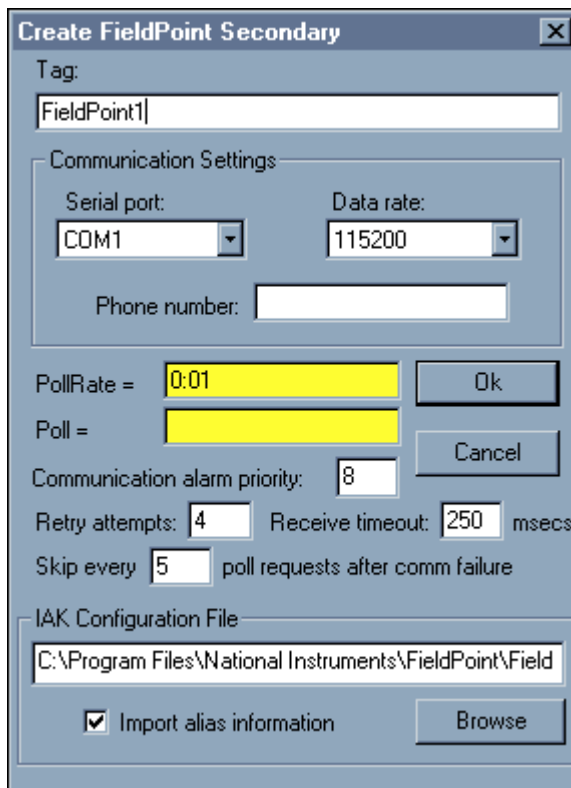 Create FieldPoint Secondary
Tag:
FieldPoint1
Communication Settings
Serial port: Data rate:
COM1 115200
Phone number:
PollRate = 0:01 Ok
Poll =
Cancel
Communication alarm priority: 8
Retry attempts: 4 Receive timeout: 250 msecs
Skip every 5 poll requests after comm failure
IAK Configuration File
C:\Program Files\National Instruments\FieldPoint\Field
Import alias information Browse